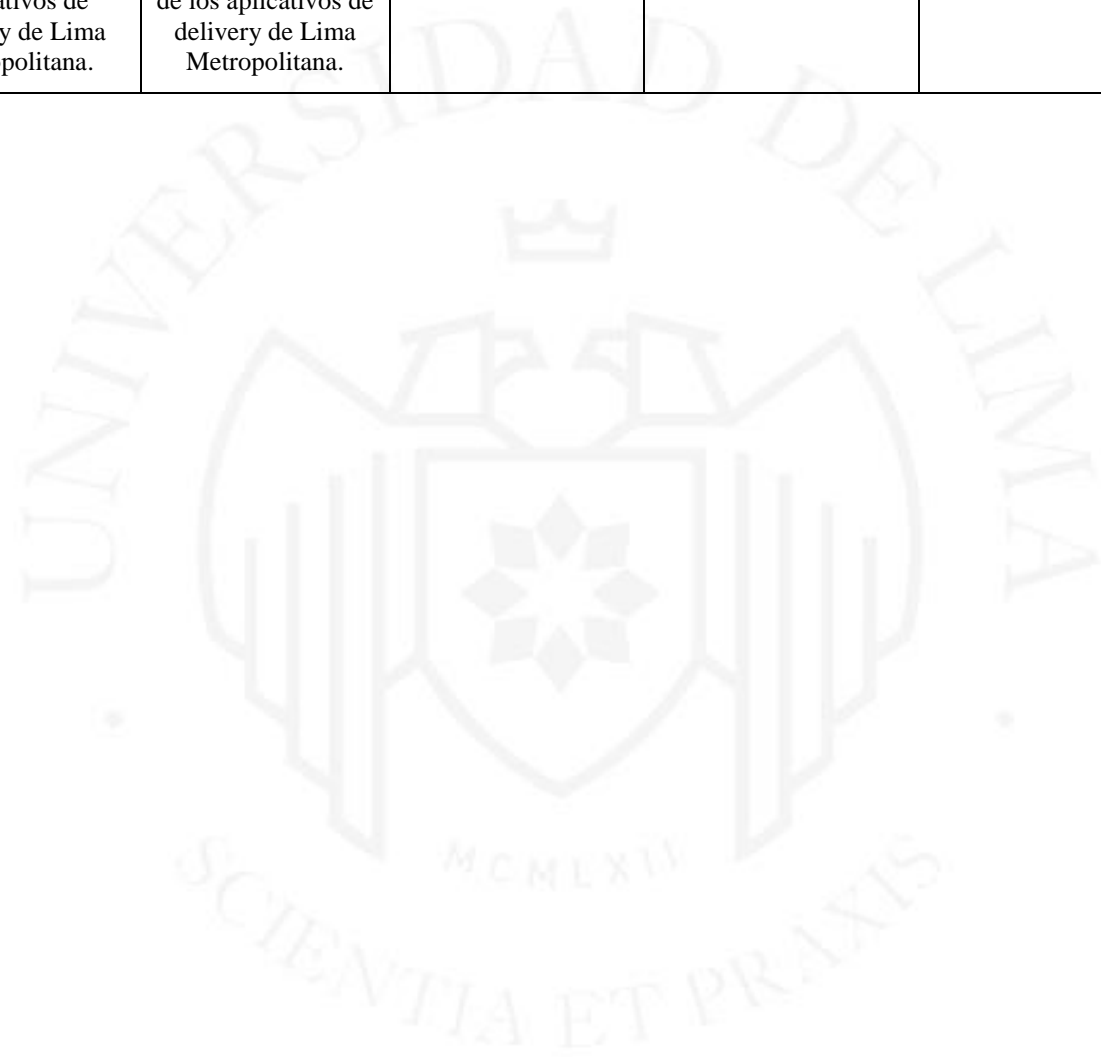 de los aplicativos de
y de Lima
delivery de Lima
Metropolitana.
UNIVERSIDAD DE LIMA
MCMLXII
SCIENTIA ET PRAXIS